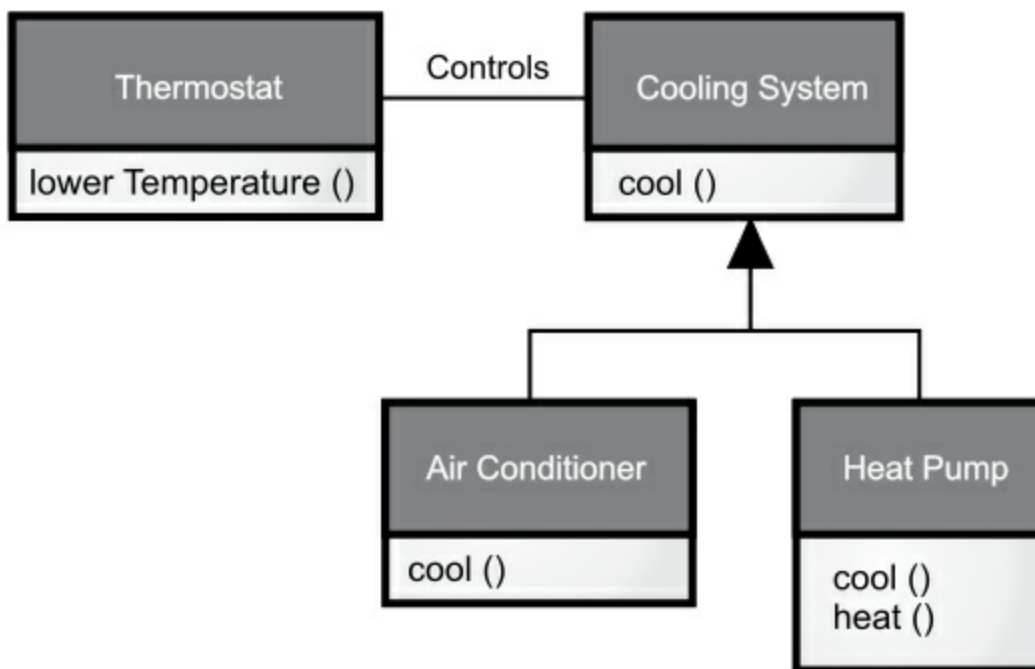 Thermostat
Controls
Cooling System
lower Temperature ()
cool ()
Air Conditioner
Heat Pump
cool ()
cool ()
heat ()